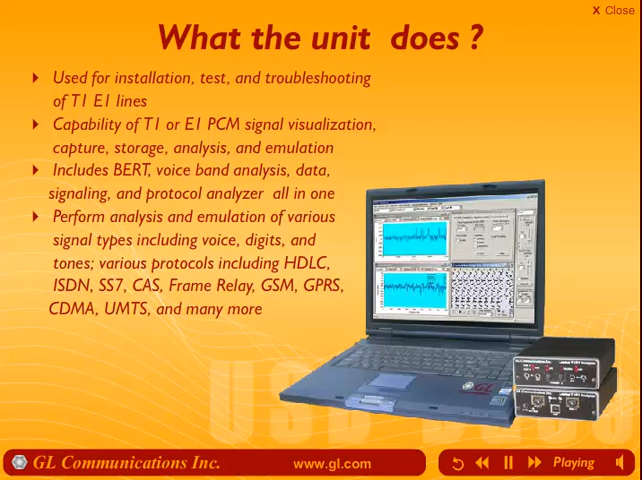 X Close
What the unit does ?
Used for installation, test, and troubleshooting
of T1 E1 lines
Capability of T1 or E1 PCM signal visualization,
capture, storage, analysis, and emulation
Includes BERT, voice band analysis, data,
signaling, and protocol analyzer all in one
Perform analysis and emulation of various
signal types including voice, digits, and
tones; various protocols including HDLC,
ISDN, SS7, CAS, Frame Relay, GSM, GPRS,
CDMA, UMTS, and many more
GL
GL Communications Inc.
www.gl.com
Playing